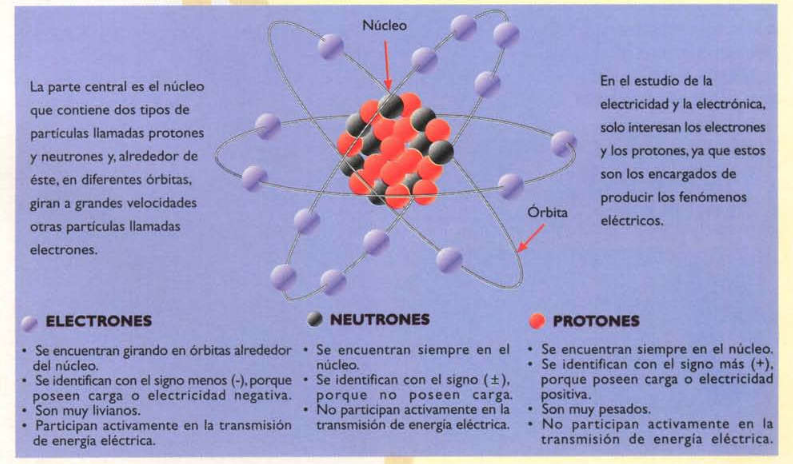 Núcleo
La parte central es el núcleo
que contiene dos tipos de
partículas llamadas protones
y neutrones y, alrededor de
éste, en diferentes órbitas,
giran a grandes velocidades
otras partículas llamadas
electrones.
En el estudio de la
electricidad y la electrónica,
solo interesan los electrones
y los protones, ya que estos
son los encargados de
producir los fenómenos
eléctricos.
Órbita
ELECTRONES
• Se encuentran girando en órbitas alrededor
del núcleo.
• Se identifican con el signo menos (-), porque
poseen carga o electricidad negativa.
• Son muy livianos.
• Participan activamente en la transmisión
de energía eléctrica.
NEUTRONES
• Se encuentran siempre en el
núcleo.
• Se identifican con el signo (±),
porque no poseen carga.
• No participan activamente en la
transmisión de energía eléctrica.
PROTONES
• Se encuentran siempre en el núcleo.
• Se identifican con el signo más (+),
porque poseen carga o electricidad
positiva.
• Son muy pesados.
• No participan activamente en la
transmisión de energía eléctrica.